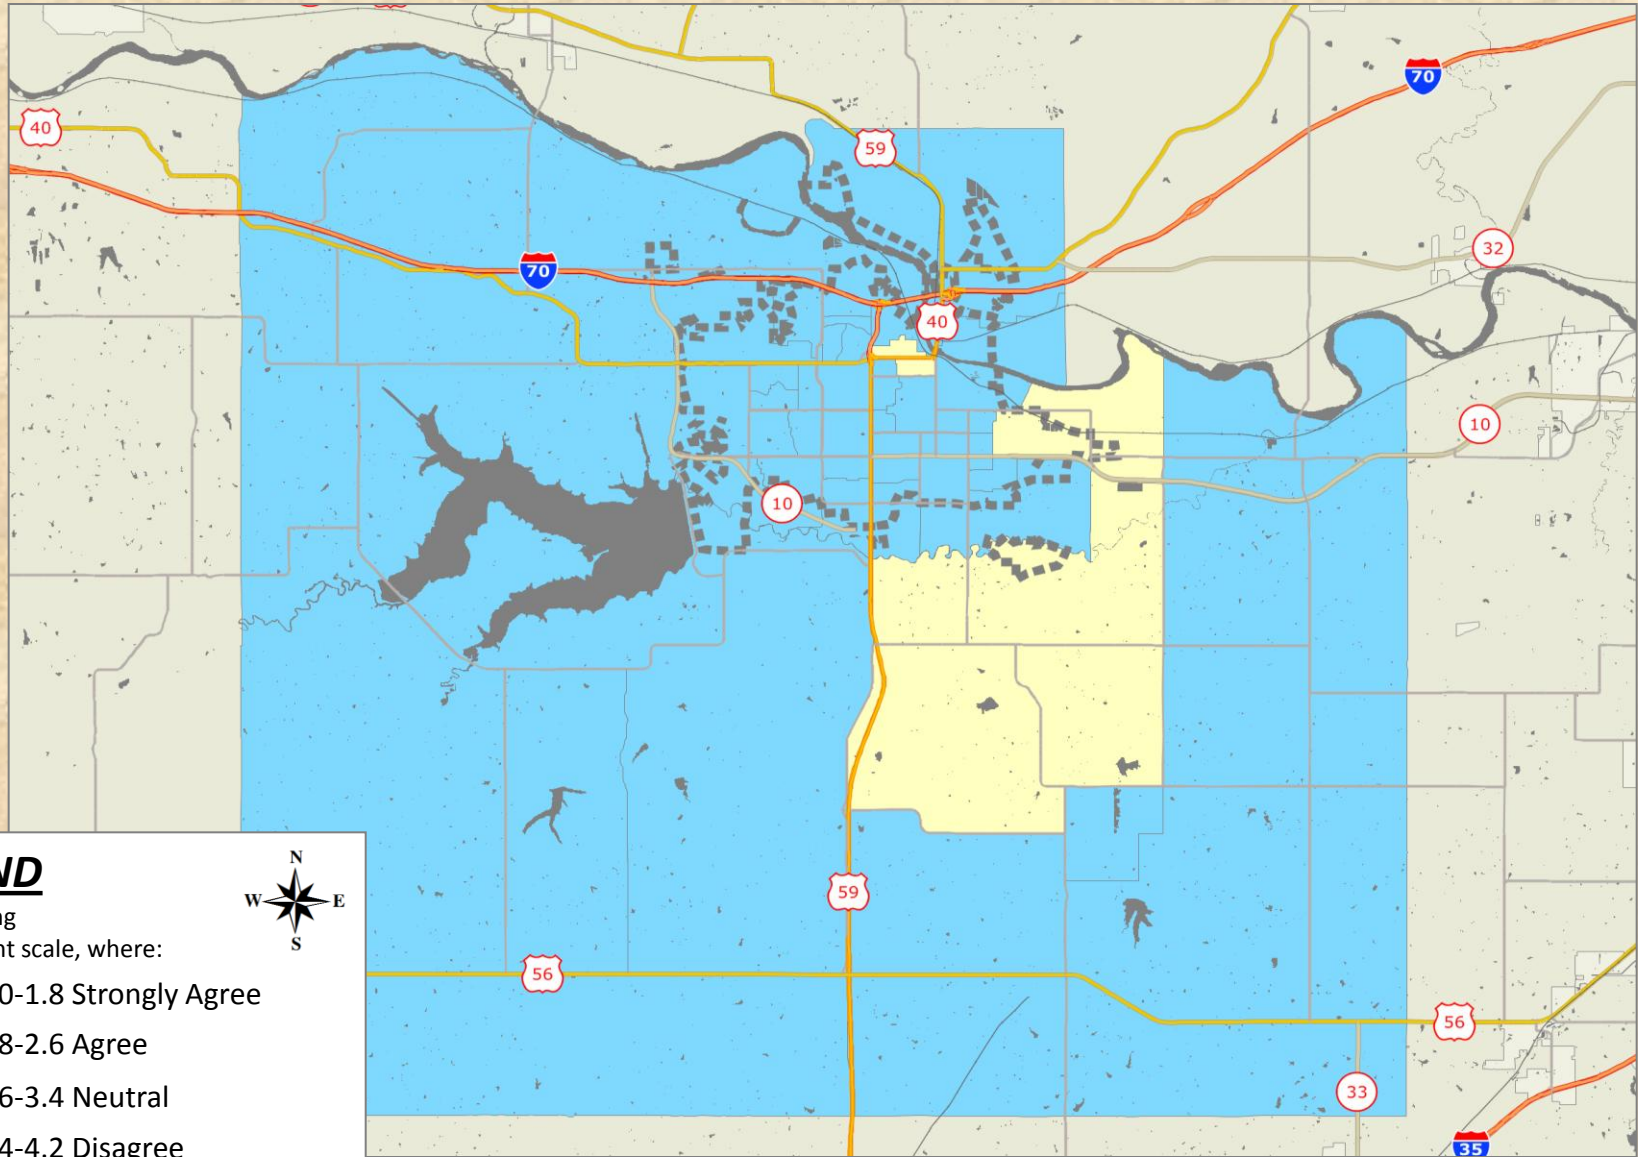 70
40
59
32
70
40
10
10
59
56
56
33
35
ND
N
W E
S
ng
nt scale, where:
0-1.8 Strongly Agree
8-2.6 Agree
6-3.4 Neutral
4-4.2 Disagree